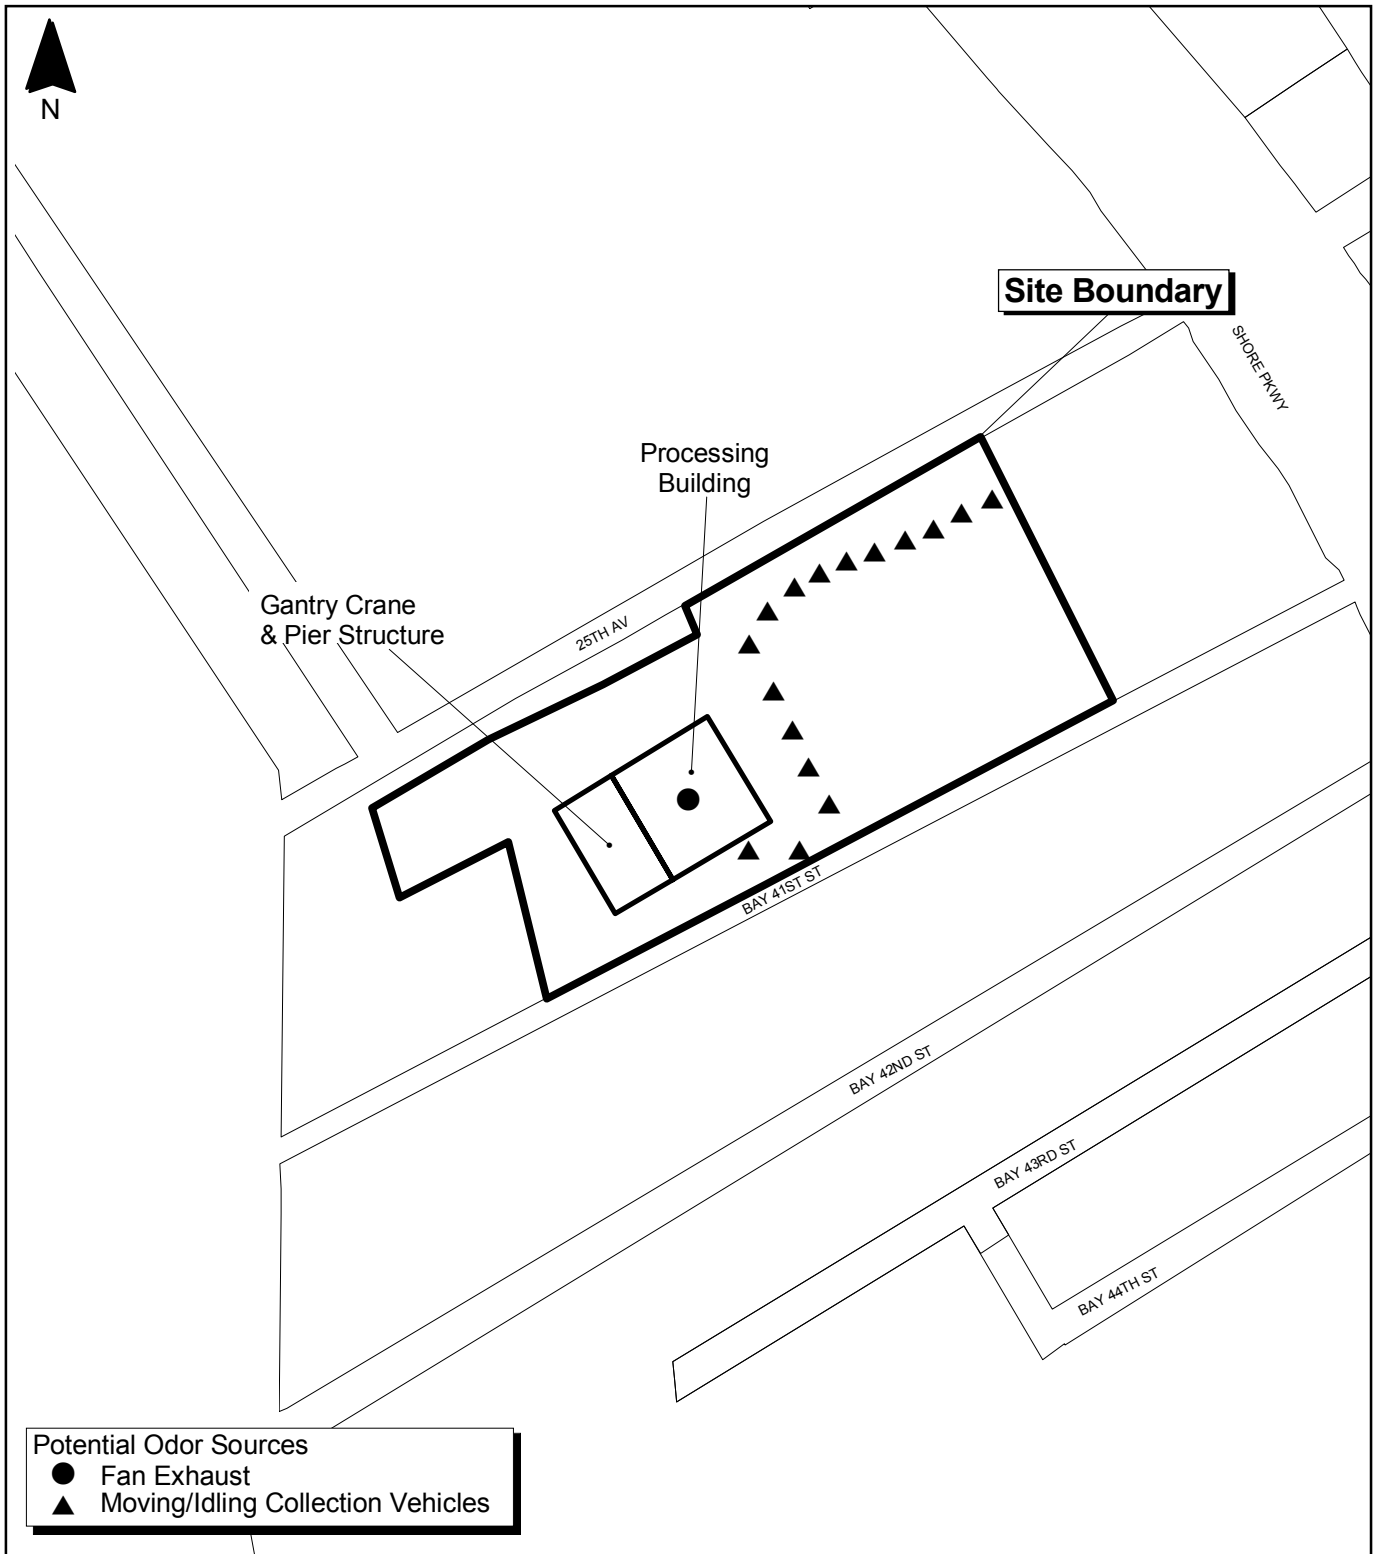 N
Site Boundary
SHORE PKWY
Processing
Building
Gantry Crane
& Pier Structure
25TH AV
BAY 41ST ST
BAY 42ND ST
BAY 43RD ST
BAY 44TH ST
Potential Odor Sources
Fan Exhaust
Moving/Idling Collection Vehicles